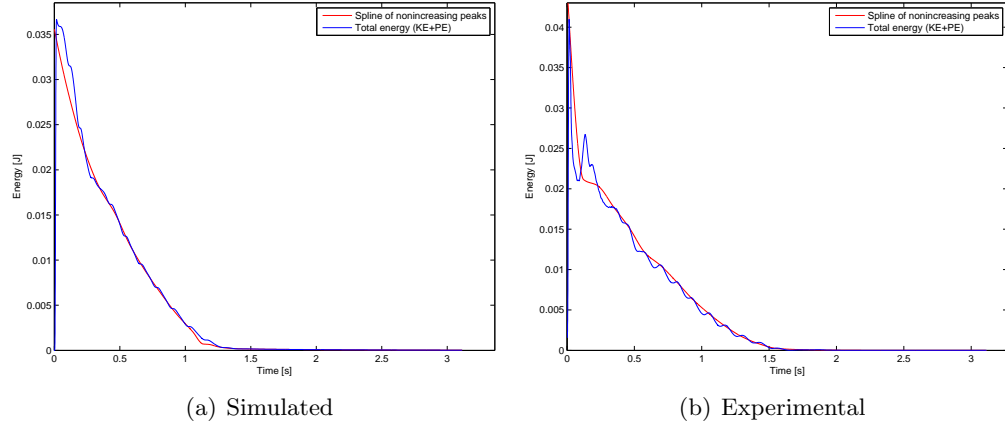 Spline of nonincreasing peaks
Total energy (KE+PE)
0.035
0.03
0.025
0.02
0.015
0.01
0.005
0
Energy [J]
0 0.5 1 1.5 2 2.5 3
Time [s]
(a) Simulated
Spline of nonincreasing peaks
Total energy (KE+PE)
0.04
0.035
0.03
0.025
0.02
0.015
0.01
0.005
0
Energy [J]
0 0.5 1 1.5 2 2.5 3
Time [s]
(b) Experimental